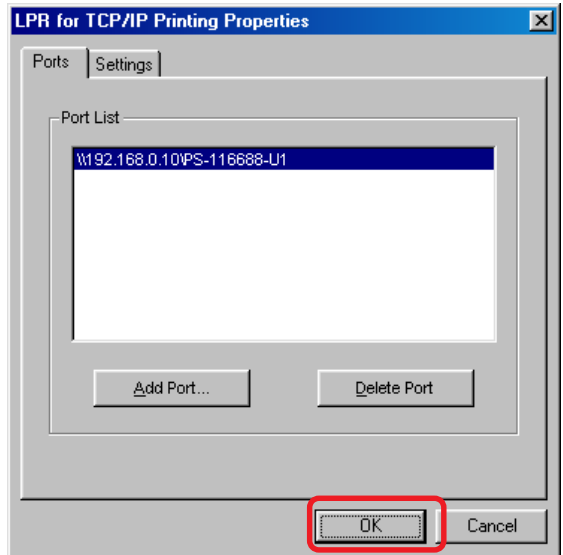 LPR for TCP/IP Printing Properties
Ports Settings
Port List
\\192.168.0.10\PS-116688-U1
Add Port... Delete Port
OK Cancel